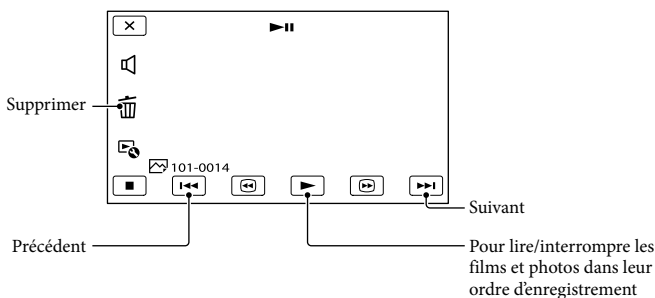 Supprimer
101-0014
Suivant
Précédent
Pour lire/interrompre les
films et photos dans leur
ordre d'enregistrement